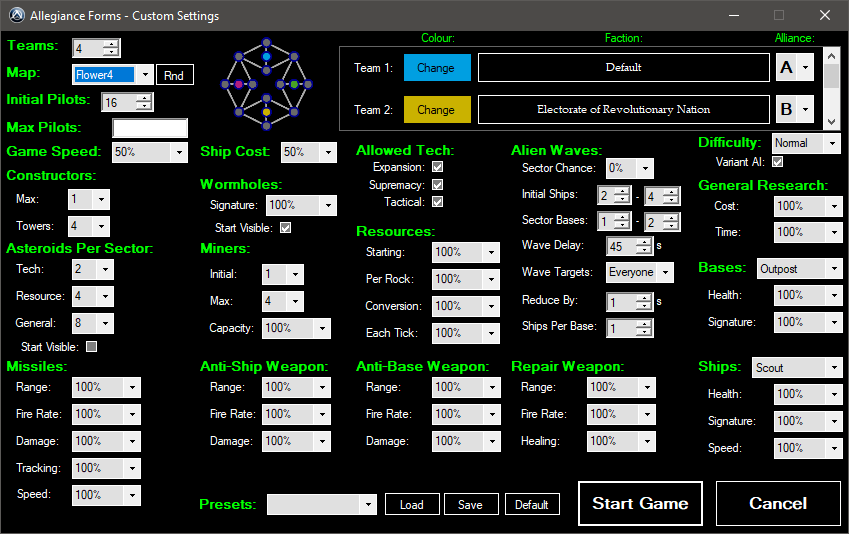 Allegiance Forms - Custom Settings
Teams: 4
Map: Flower4 Rnd
Initial Pilots: 16
Max Pilots:
Colour: Faction: Alliance:
Team 1: Change Default A
Team 2: Change Electorate of Revolutionary Nation B
Game Speed: 50%
Ship Cost: 50%
Constructors:
Max: 1
Towers: 4
Wormholes:
Signature: 100%
Start Visible:
Allowed Tech:
Expansion:
Supremacy:
Tactical:
Alien Waves:
Sector Chance: 0%
Initial Ships: 2 - 4
Sector Bases: 1 - 2
Wave Delay: 45 s
Wave Targets: Everyone
Reduce By: 1 s
Ships Per Base: 1
Difficulty: Normal
Variant AI:
General Research:
Cost: 100%
Time: 100%
Asteroids Per Sector:
Tech: 2
Resource: 4
General: 8
Start Visible:
Miners:
Initial: 1
Max: 4
Capacity: 100%
Resources:
Starting: 100%
Per Rock: 100%
Conversion: 100%
Each Tick: 100%
Bases: Outpost
Health: 100%
Signature: 100%
Missiles:
Range: 100%
Fire Rate: 100%
Damage: 100%
Tracking: 100%
Speed: 100%
Anti-Ship Weapon:
Range: 100%
Fire Rate: 100%
Damage: 100%
Anti-Base Weapon:
Range: 100%
Fire Rate: 100%
Damage: 100%
Repair Weapon:
Range: 100%
Fire Rate: 100%
Healing: 100%
Ships: Scout
Health: 100%
Signature: 100%
Speed: 100%
Presets: Load Save Default
Start Game Cancel